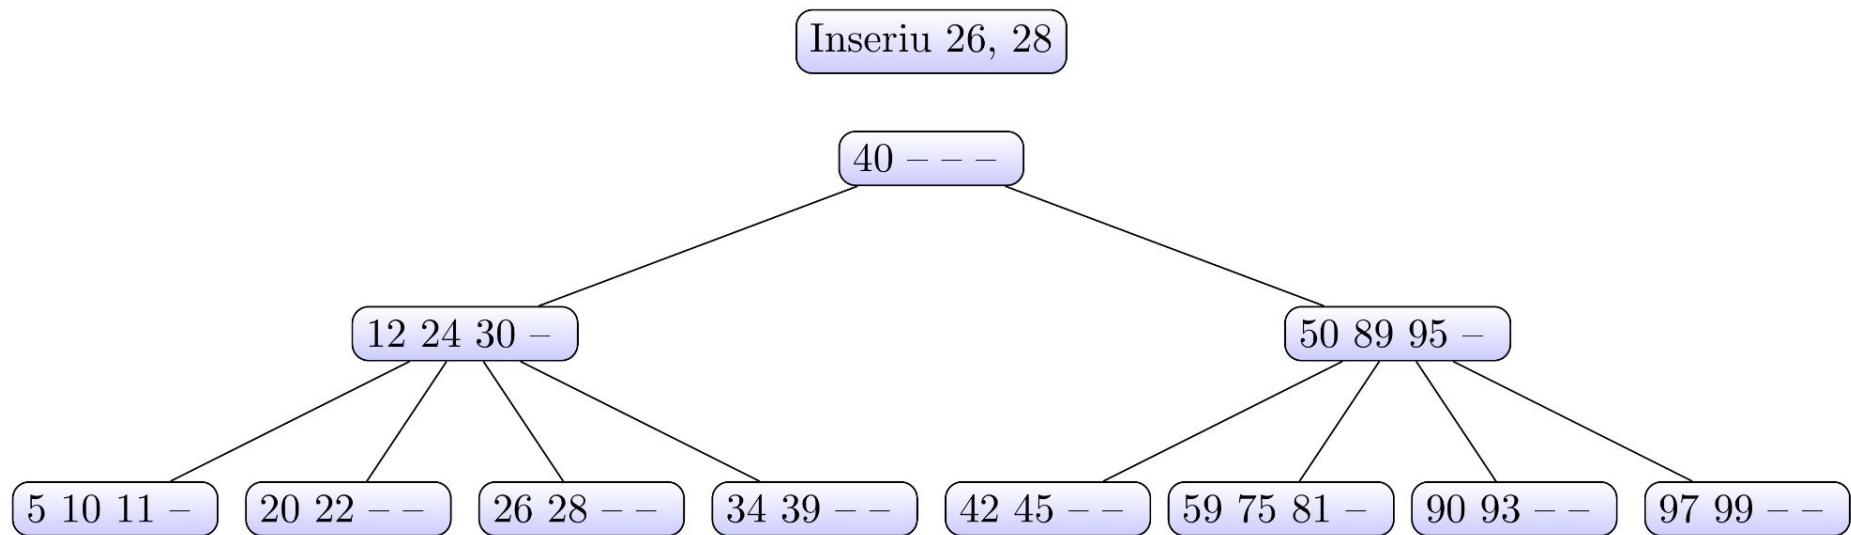 Inseriu 26, 28
40 – – –
12 24 30 –
50 89 95 –
5 10 11 –
20 22 – –
26 28 – –
34 39 – –
42 45 – –
59 75 81 –
90 93 – –
97 99 – –